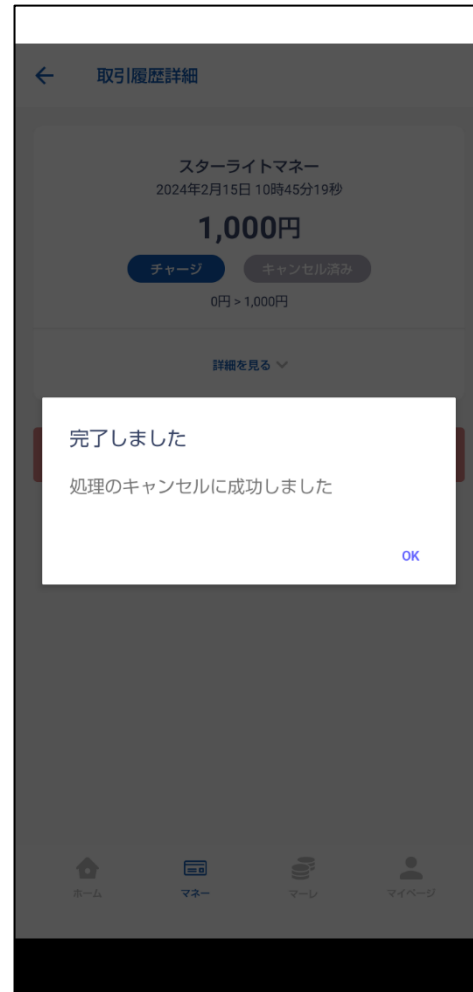 取引履歴詳細
スターライトマネー
2024年2月15日 10時45分19秒
1,000円
チャージ
キャンセル済み
0円 > 1,000円
詳細を見る
完了しました
処理のキャンセルに成功しました
OK
ホーム
マネー
マーレ
マイページ